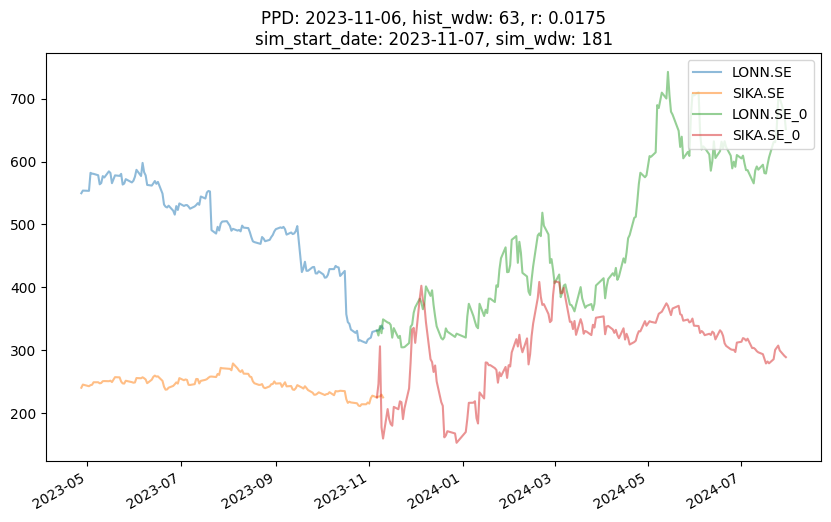 PPD: 2023-11-06, hist_wdw: 63, r: 0.0175
sim_start_date: 2023-11-07, sim_wdw: 181
LONN.SE
SIKA.SE
LONN.SE_0
SIKA.SE_0
700
600
500
400
300
200
2023-05
2023-07
2023-09
2023-11
2024-01
2024-03
2024-05
2024-07